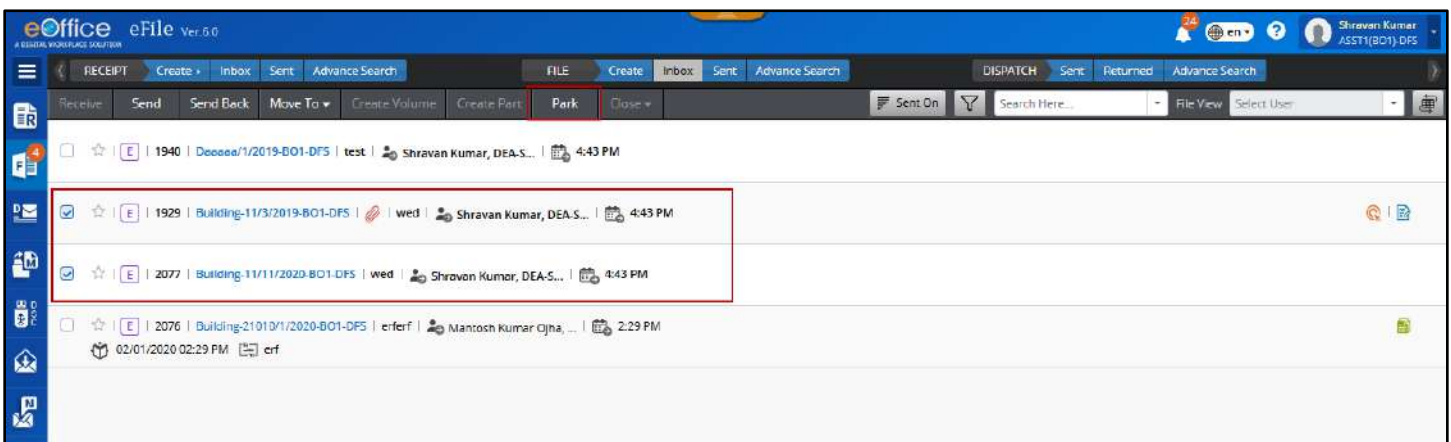 eOffice eFile Ver.6.0 24 en ? Shravan Kumar
A DIGITAL WORKPLACE SOLUTION ASST1(BO1)-DFS
RECEIPT Create Inbox Sent Advance Search FILE Create Inbox Sent Advance Search DISPATCH Sent Returned Advance Search
Receive Send Send Back Move To Create Volume Create Part Park Close Sent On Search Here... File View Select User
E | 1940 | /1/2019-BO1-DFS | test | Shravan Kumar, DEA-S... | 4:43 PM
4
E | 1929 | Building-11/3/2019-BO1-DFS | wed | Shravan Kumar, DEA-S... | 4:43 PM
E | 2077 | Building-11/11/2020-BO1-DFS | wed | Shravan Kumar, DEA-S... | 4:43 PM
E | 2076 | Building-21010/1/2020-BO1-DFS | erferf | Mantosh Kumar Ojha, ... | 2:29 PM
02/01/2020 02:29 PM erf